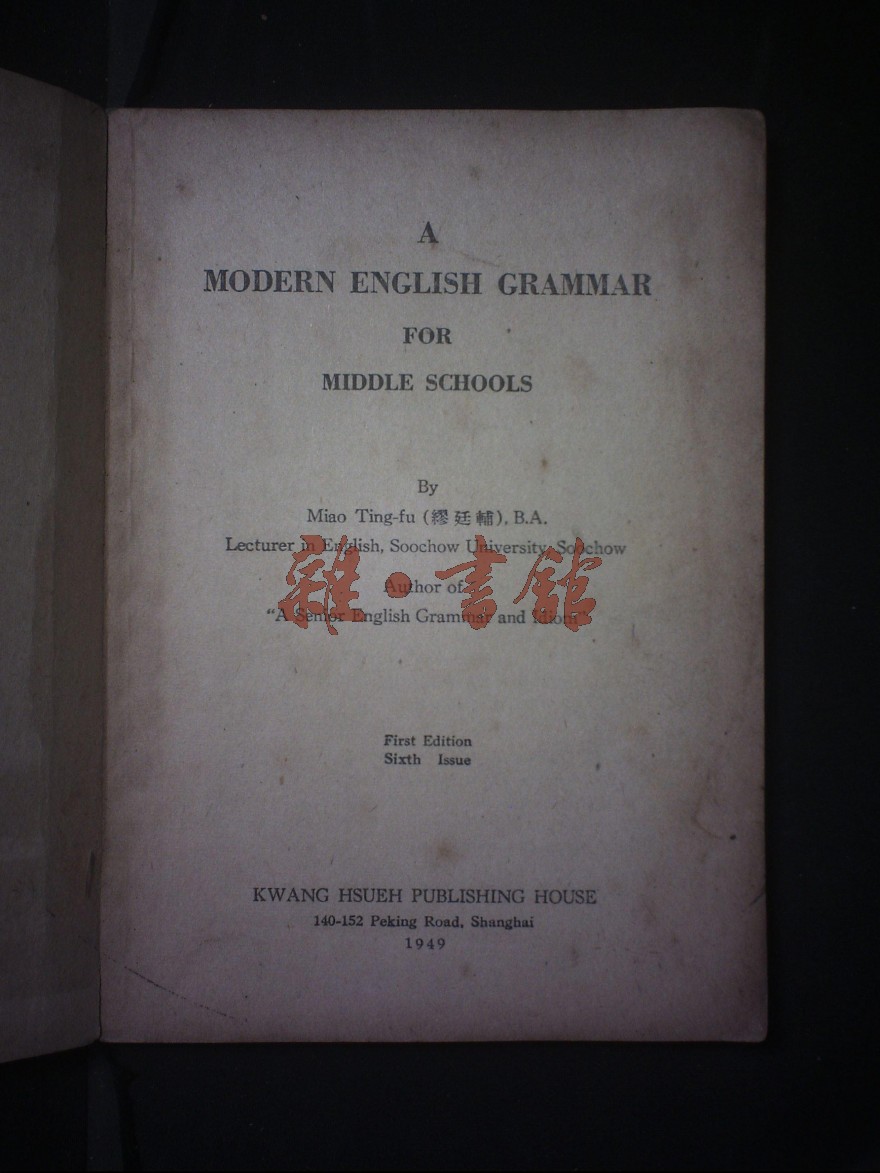 A
MODERN ENGLISH GRAMMAR
FOR
MIDDLE SCHOOLS
By
Miao Ting-fu (繆廷輔), B.A.
Lecturer in English, Soochow University, Soochow
Author of
"A Senior English Grammar and Idiom"
雜·書館
First Edition
Sixth Issue
KWANG HSUEH PUBLISHING HOUSE
140-152 Peking Road, Shanghai
1949